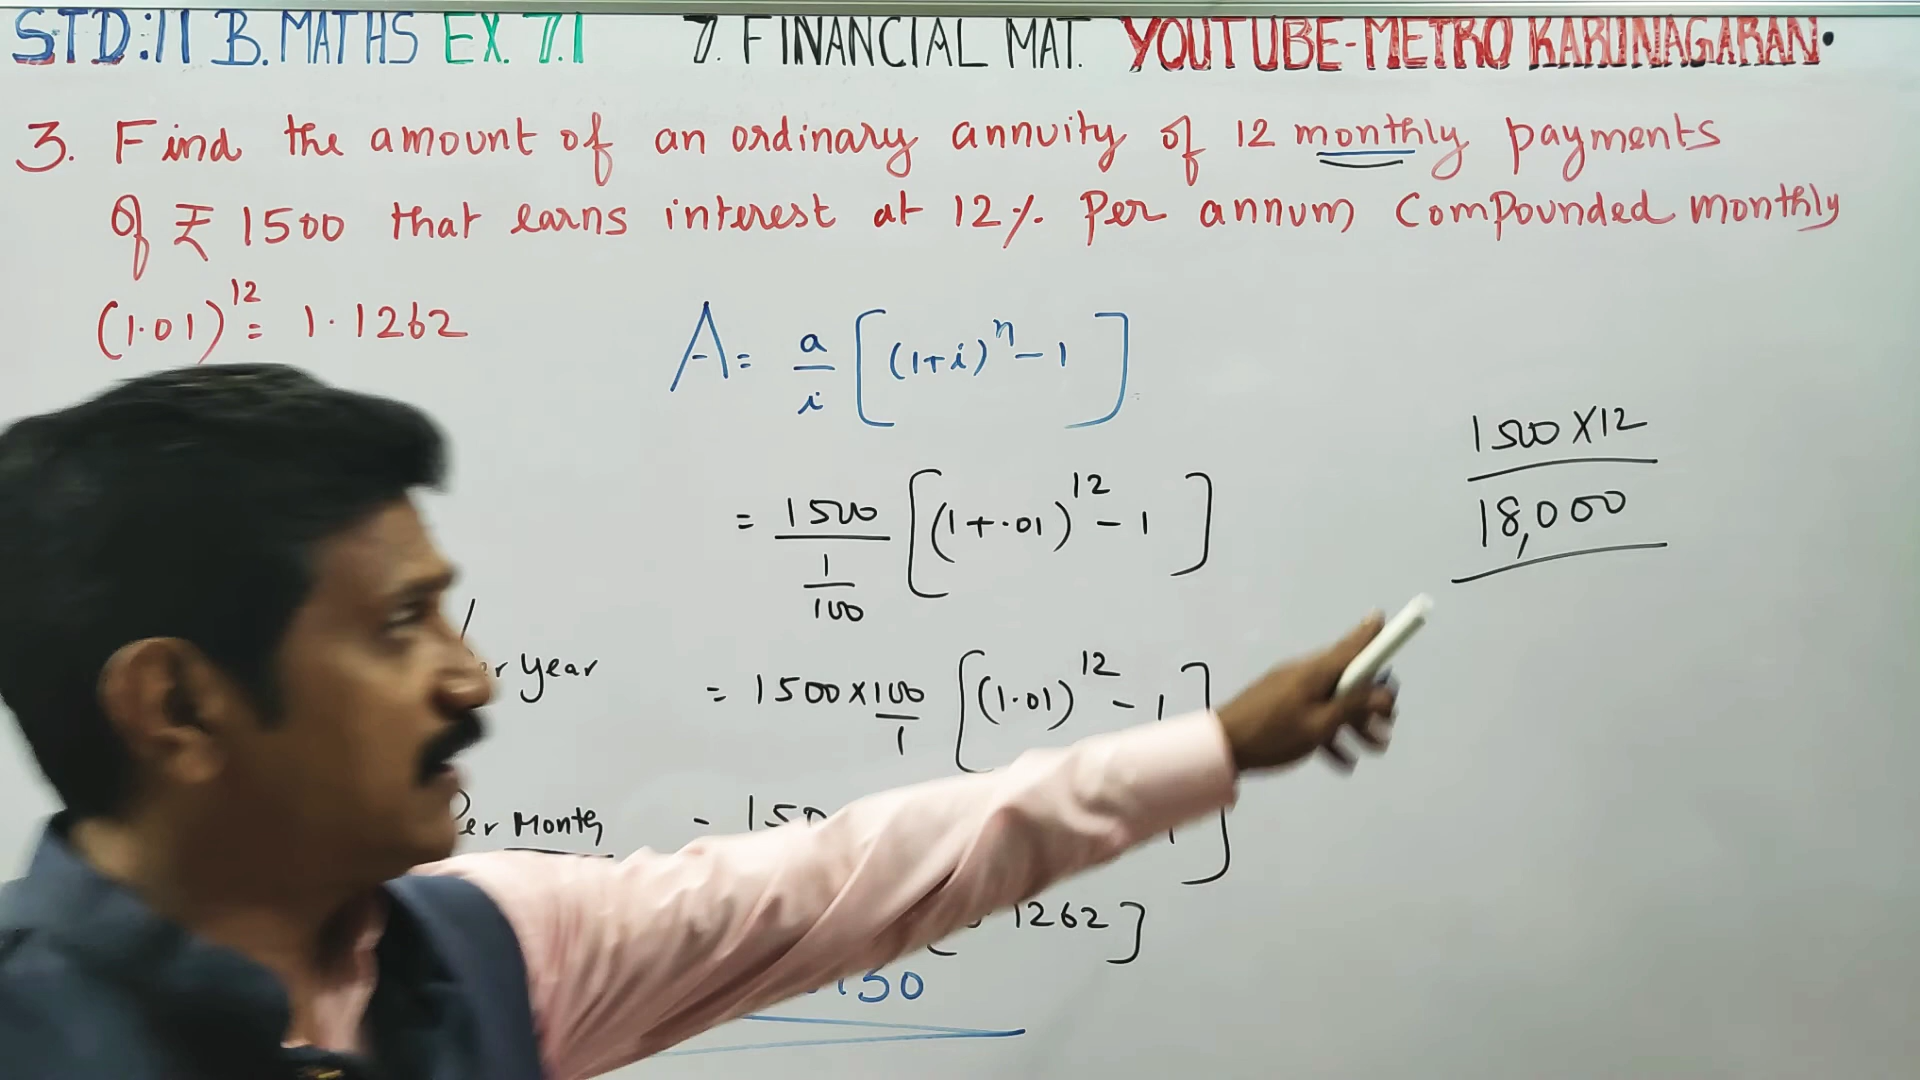 STD:11 B.MATHS EX. 7.1 7. FINANCIAL MAT. YOUTUBE-METRO KARUNAGARAN.
3. Find the amount of an ordinary annuity of 12 monthly payments
of ₹ 1500 that earns interest at 12% Per annum Compounded monthly
(1.01)^12 = 1.1262
A = a/i [(1+i)^n - 1]
1500 X 12
18,000
= 1500/(1/100) [(1+.01)^12 - 1]
year
= 1500 x 100/1 [(1.01)^12 - 1]
Per Month
1262]